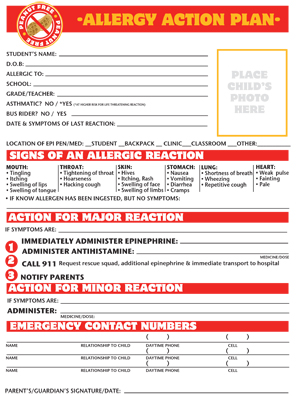 PEANUT FREE PEANUT FREE
·ALLERGY ACTION PLAN·
STUDENT'S NAME:
D.O.B:
ALLERGIC TO:
SCHOOL:
GRADE/TEACHER:
PLACE
CHILD'S
PHOTO
HERE
ASTHMATIC? NO / *YES (*AT HIGHER RISK FOR LIFE THREATENING REACTION)
BUS RIDER? NO / YES
DATE & SYMPTOMS OF LAST REACTION:
LOCATION OF EPI PEN/MED: __STUDENT __BACKPACK __ CLINIC___CLASSROOM ___OTHER:
SIGNS OF AN ALLERGIC REACTION
MOUTH: THROAT: SKIN: STOMACH: LUNG: HEART:
• Tingling • Tightening of throat • Hives • Nausea • Shortness of breath • Weak pulse
• Itching • Hoarseness • Itching, Rash • Vomiting • Wheezing • Fainting
• Swelling of lips • Hacking cough • Swelling of face • Diarrhea • Repetitive cough • Pale
• Swelling of tongue • Swelling of limbs • Cramps
• IF KNOW ALLERGEN HAS BEEN INGESTED, BUT NO SYMPTOMS:
ACTION FOR MAJOR REACTION
IF SYMPTOMS ARE:
1 IMMEDIATELY ADMINISTER EPINEPHRINE:
ADMINISTER ANTIHISTAMINE:
MEDICINE/DOSE
2 CALL 911 Request rescue squad, additional epinephrine & immediate transport to hospital
3 NOTIFY PARENTS
ACTION FOR MINOR REACTION
IF SYMPTOMS ARE:
ADMINISTER:
MEDICINE/DOSE:
EMERGENCY CONTACT NUMBERS
( ) ( )
NAME RELATIONSHIP TO CHILD DAYTIME PHONE CELL
( ) ( )
NAME RELATIONSHIP TO CHILD DAYTIME PHONE CELL
( ) ( )
NAME RELATIONSHIP TO CHILD DAYTIME PHONE CELL
PARENT'S/GUARDIAN'S SIGNATURE/DATE: